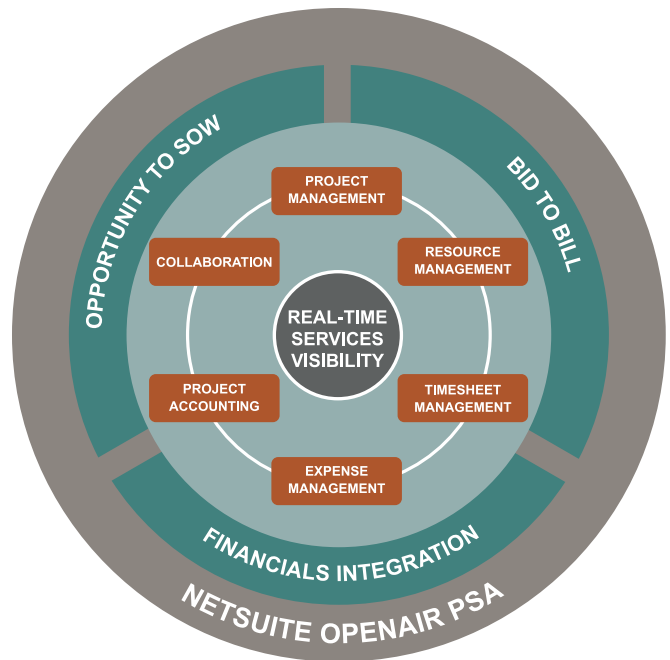 OPPORTUNITY TO SOW
BID TO BILL
PROJECT
MANAGEMENT
COLLABORATION
RESOURCE
MANAGEMENT
REAL-TIME
SERVICES
VISIBILITY
PROJECT
ACCOUNTING
TIMESHEET
MANAGEMENT
EXPENSE
MANAGEMENT
FINANCIALS INTEGRATION
NETSUITE OPENAIR PSA